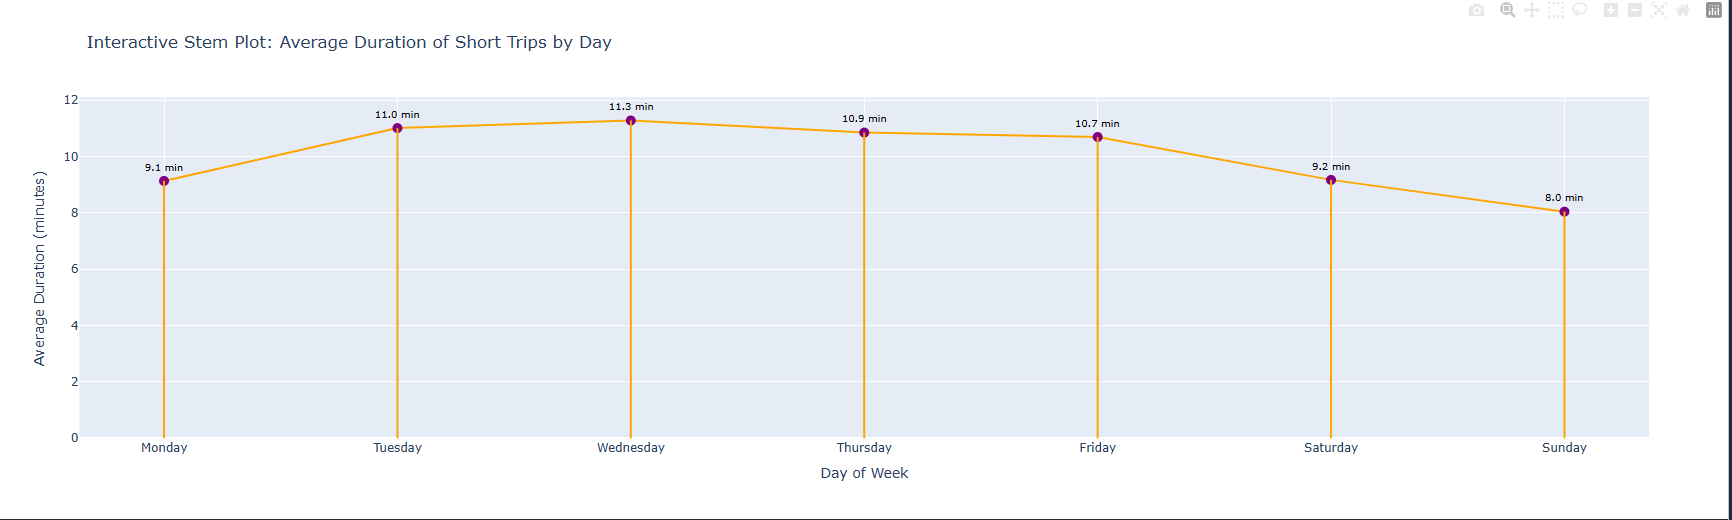 Interactive Stem Plot: Average Duration of Short Trips by Day
12
10
8
6
4
2
0
Average Duration (minutes)
9.1 min
11.0 min
11.3 min
10.9 min
10.7 min
9.2 min
8.0 min
Monday
Tuesday
Wednesday
Thursday
Friday
Saturday
Sunday
Day of Week